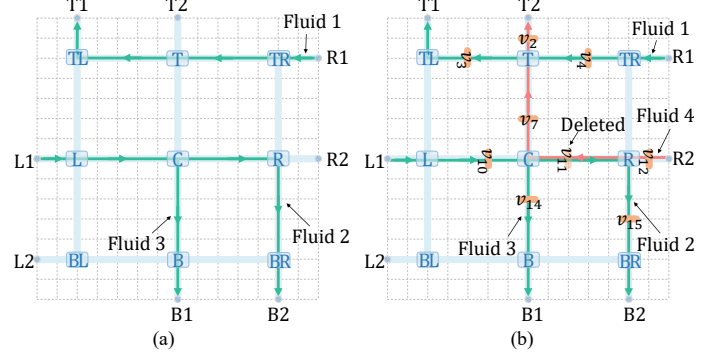 T1
T2
Fluid 1
TL
T
TR
R1
L1
L
C
R
R2
Fluid 3
Fluid 2
L2
BL
B
BR
B1
B2
(a)
T1
T2
Fluid 1
v2
TL
v3
T
v4
TR
R1
v7
Deleted
Fluid 4
L1
L
v10
C
v11
R
v12
R2
v14
v15
Fluid 3
Fluid 2
L2
BL
B
BR
B1
B2
(b)